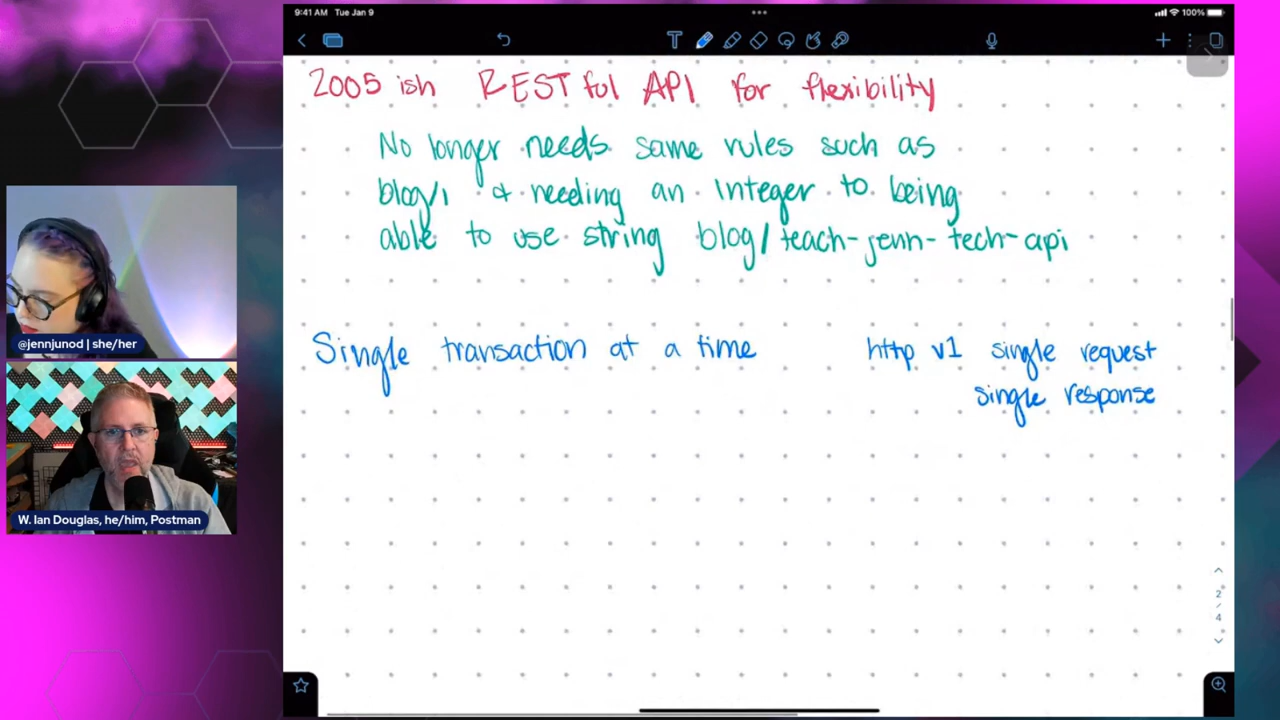 9:41 AM Tue Jan 9
100%
2005 ish RESTful API for flexibility
No longer needs same rules such as
blog/1 & needing an integer to being
able to use string blog/teach-jenn-tech-api
Single transaction at a time
http v1 single request
single response
@jennjunod | she/her
W. Ian Douglas, he/him, Postman
2
/
4